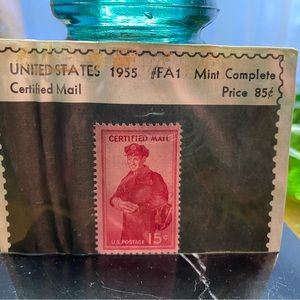 UNITED STATES 1955 #FA1 Mint Complete
Certified Mail Price 85¢
CERTIFIED MAIL
U.S. POSTAGE 15¢